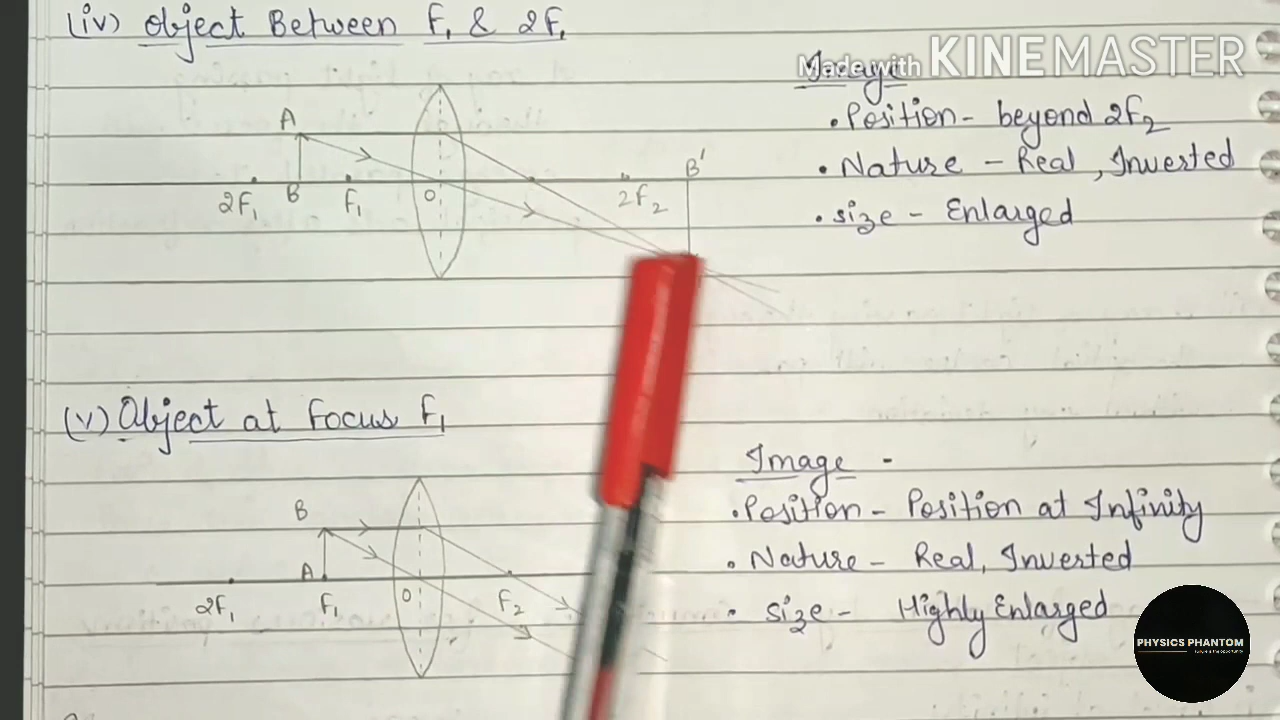 (iv) Object Between F₁ & 2F₁
Made with KINEMASTER
Image
• Position - beyond 2F₂
• Nature - Real, Inverted
• size - Enlarged
A
2F₁ B F₁ O 2F₂ B'
(v) Object at Focus F₁
Image -
• Position - Position at Infinity
• Nature - Real, Inverted
• size - Highly Enlarged
B
A
2F₁ F₁ O F₂
PHYSICS PHANTOM